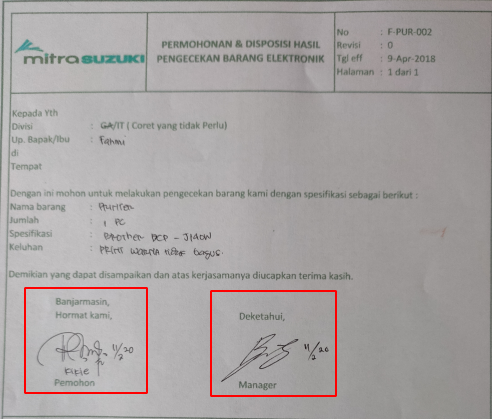 mitrasuzuki
PERMOHONAN & DISPOSISI HASIL
PENGECEKAN BARANG ELEKTRONIK
No : F-PUR-002
Revisi : 0
Tgl eff : 9-Apr-2018
Halaman : 1 dari 1
Kepada Yth
Divisi : GA/IT ( Coret yang tidak Perlu)
Up. Bapak/Ibu : Fahmi
di
Tempat
Dengan ini mohon untuk melakukan pengecekan barang kami dengan spesifikasi sebagai berikut :
Nama barang : Printer
Jumlah : 1 PC
Spesifikasi : Brother DCP - J140W
Keluhan : PRINT WARNA tidak bagus.
Demikian yang dapat disampaikan dan atas kerjasamanya diucapkan terima kasih.
Banjarmasin,
Hormat kami,
11/2 20
Kikie
Pemohon
Deketahui,
11/2 20
Manager